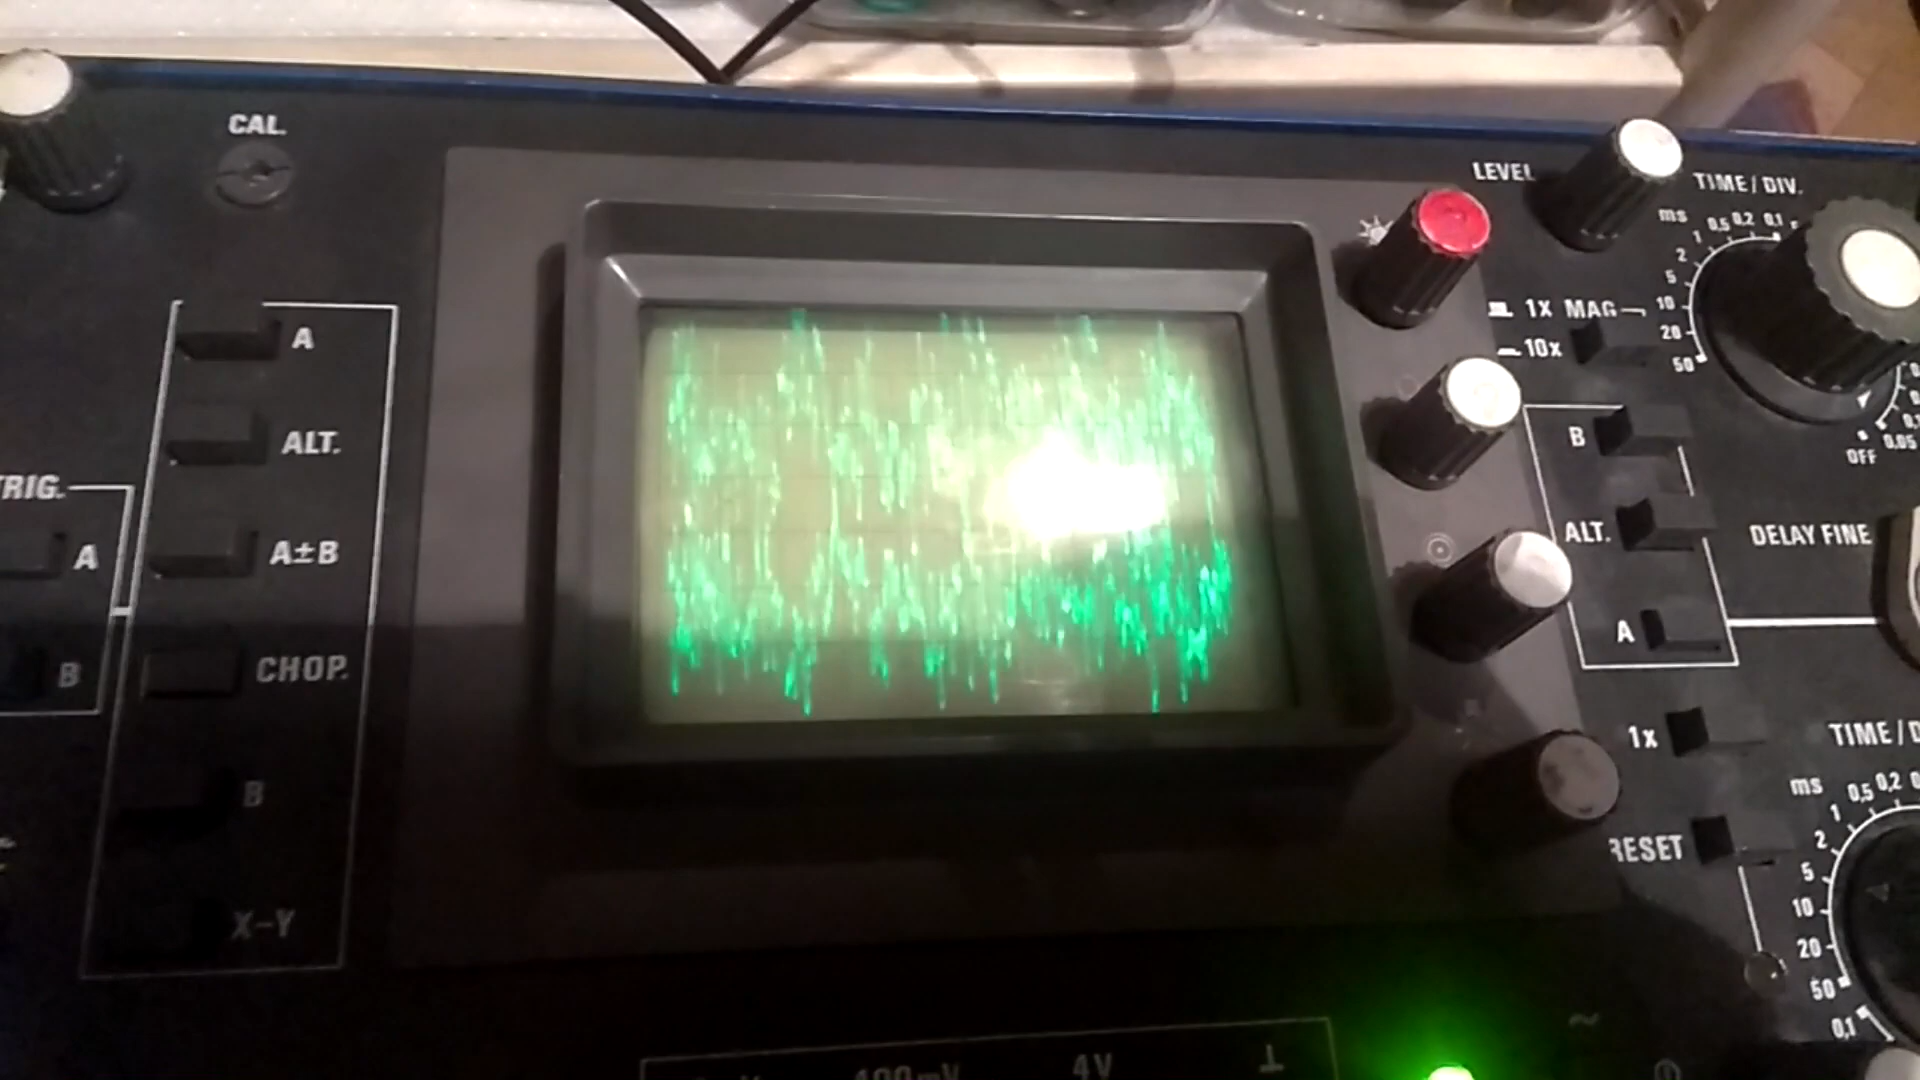 CAL.
LEVEL
TIME / DIV.
ms
0,5 0,2 0,1
1
2
5
10
20
50
1X MAG
10x
A
ALT.
A±B
CHOP.
B
X-Y
TRIG.
A
B
B
ALT.
A
OFF
0.05
DELAY FINE
1x
RESET
TIME / D
ms
0,5 0,2
1
2
5
10
20
50
0,1
4V